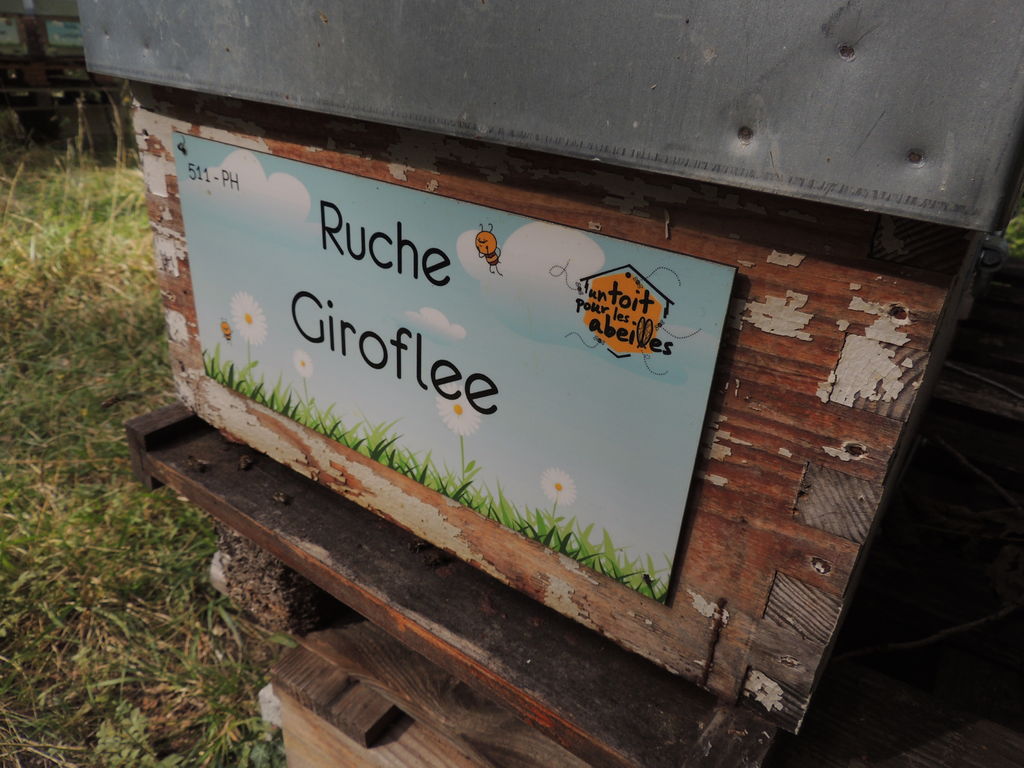 511-PH
Ruche
Giroflee
un toit
pour les
abeilles